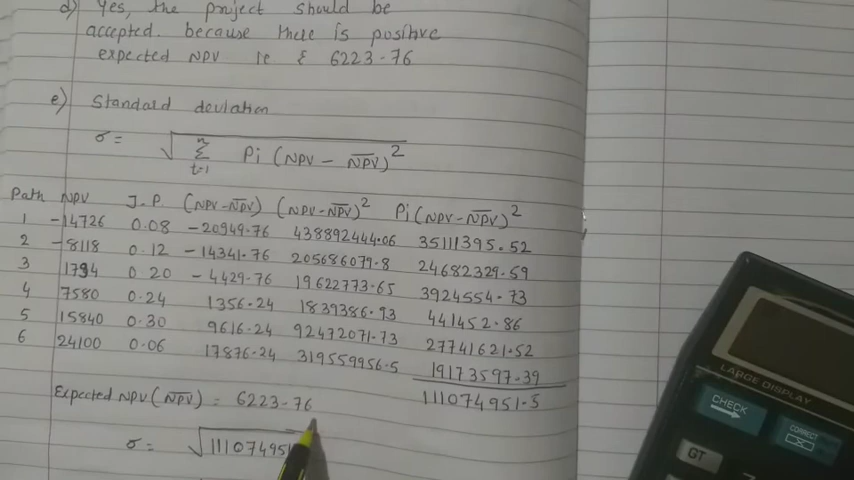 d) Yes, the project should be
accepted. because there is positive
expected NPV ie ₹ 6223.76
e) Standard deviation
σ = √ n Σ t=1 Pi (NPV - N̅P̅V̅)²
Path NPV J.P (NPV-N̅P̅V̅) (NPV-N̅P̅V̅)² Pi (NPV-N̅P̅V̅)²
1 -14726 0.08 -20949.76 438892444.06 35111395.52
2 -8118 0.12 -14341.76 205686079.8 24682329.59
3 1794 0.20 -4429.76 19622773.65 3924554.73
4 7580 0.24 1356.24 1839386.93 441452.86
5 15840 0.30 9616.24 92472071.73 27741621.52
6 24100 0.06 17876.24 319559956.5 19173597.39
Expected NPV (N̅P̅V̅) = 6223.76 111074951.5
σ = √111074951
LARGE DISPLAY
CHECK
CORRECT
GT